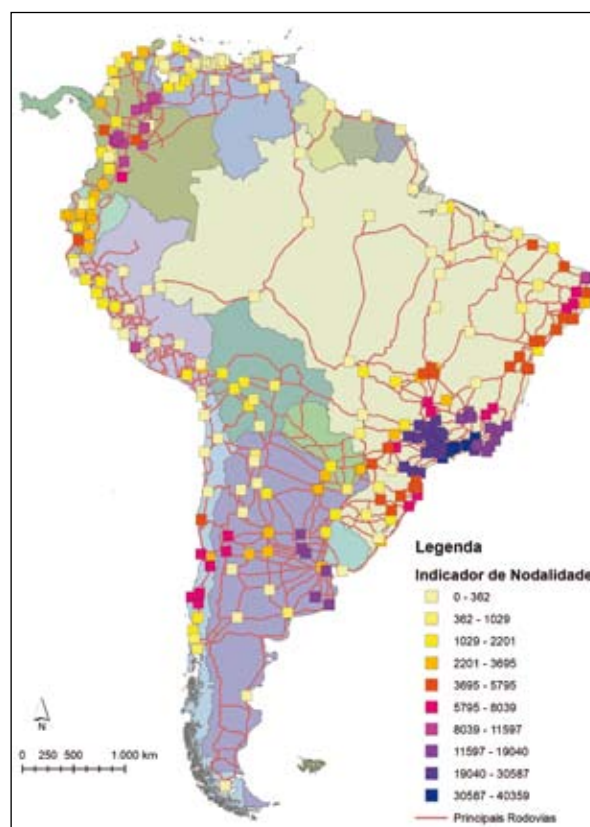 Legenda
Indicador de Nodalidade
0 - 362
362 - 1029
1029 - 2201
2201 - 3695
3695 - 5795
5795 - 8039
8039 - 11597
11597 - 19040
19040 - 30587
30587 - 40359
Principais Rodovias
N
0 250 500 1.000 km